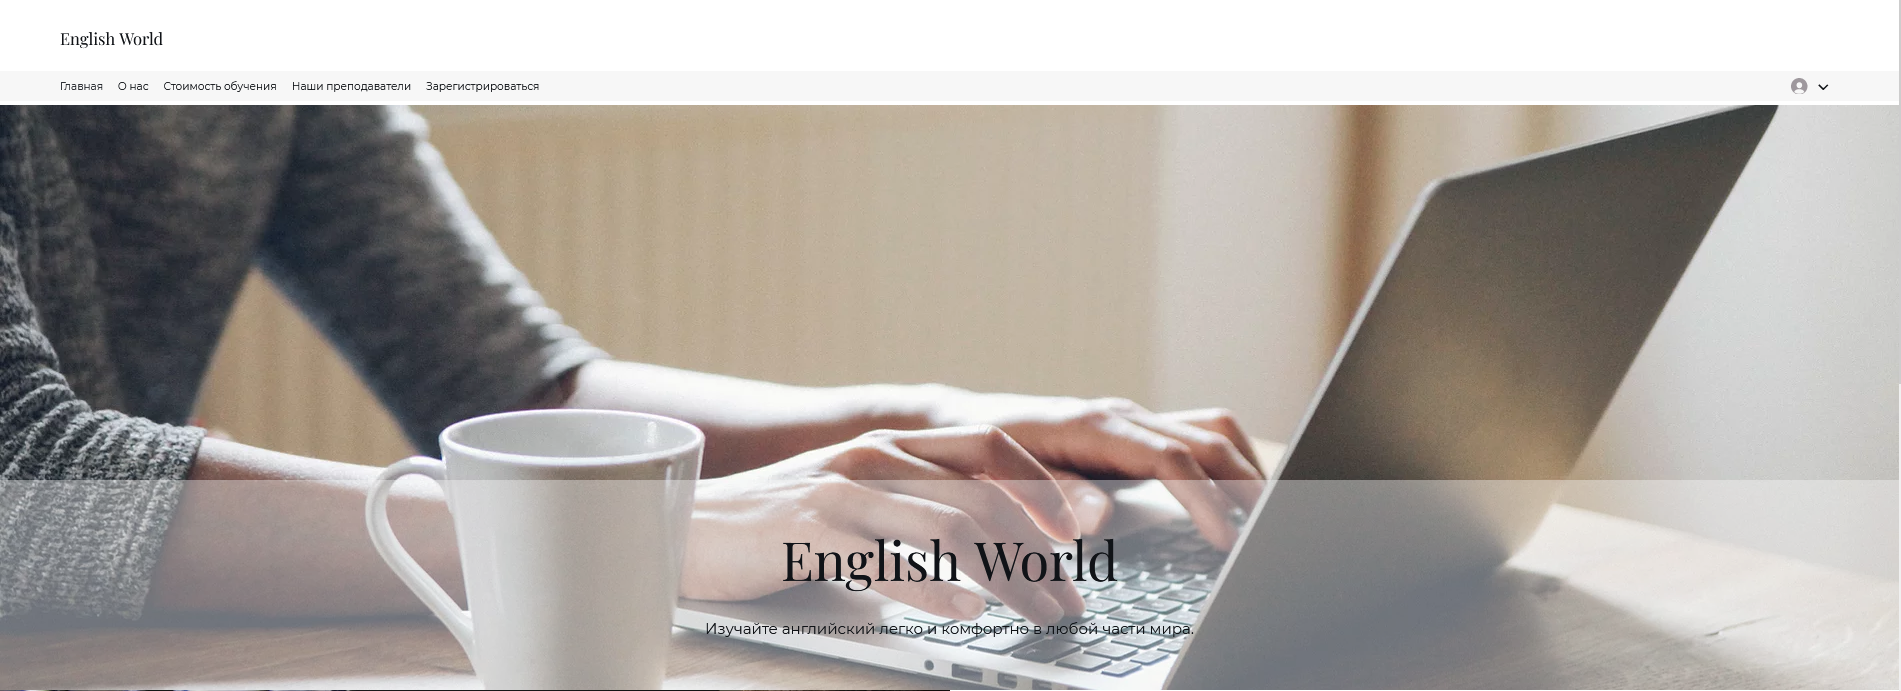 English World
Главная О нас Стоимость обучения Наши преподаватели Зарегистрироваться
English World
Изучайте английский легко и комфортно в любой части мира.